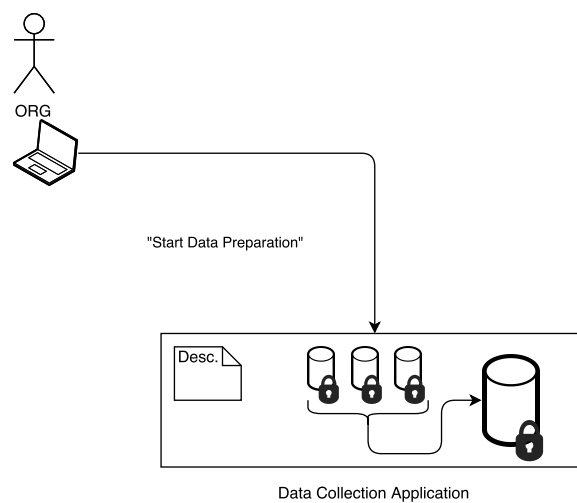 ORG
"Start Data Preparation"
Desc.
Data Collection Application